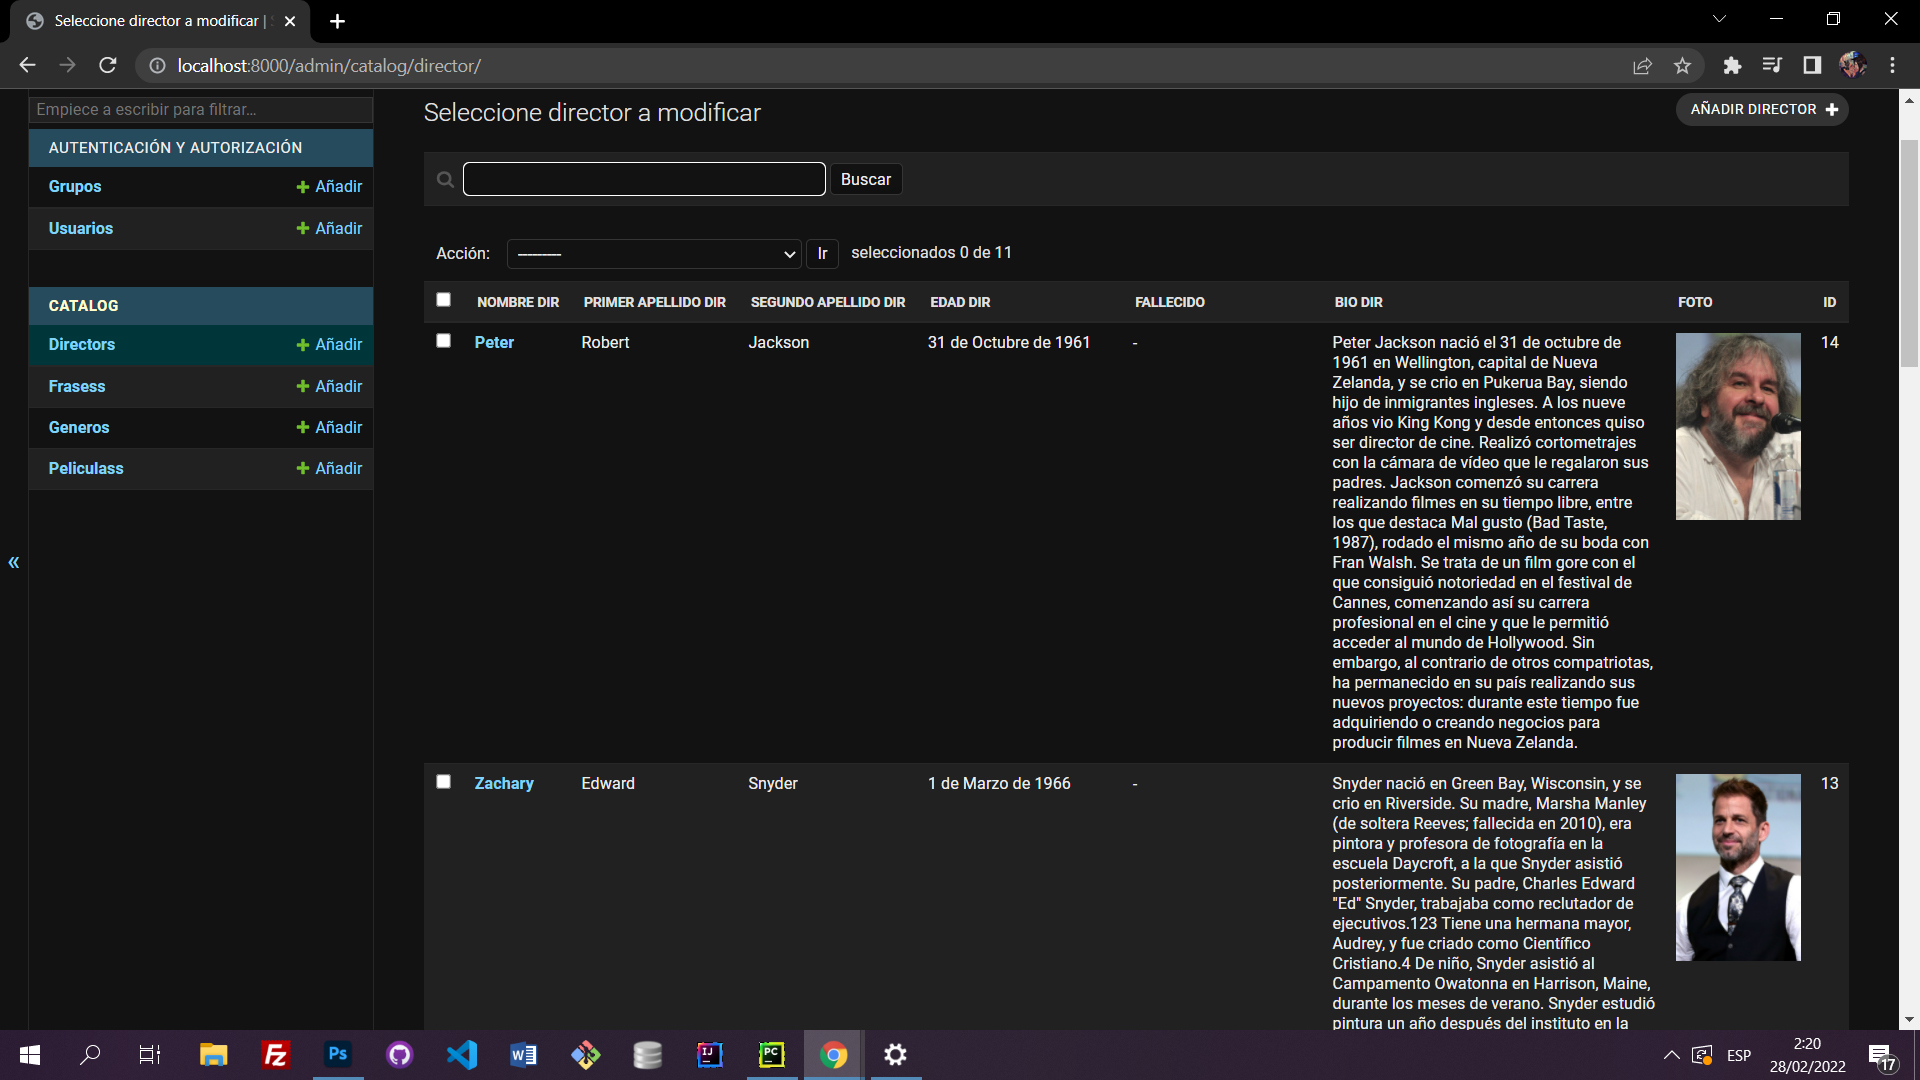 Seleccione director a modificar |
localhost:8000/admin/catalog/director/
Empiece a escribir para filtrar...
AUTENTICACIÓN Y AUTORIZACIÓN
Grupos
Añadir
Usuarios
Añadir
CATALOG
Directors
Añadir
Frasess
Añadir
Generos
Añadir
Peliculass
Añadir
«
Seleccione director a modificar
AÑADIR DIRECTOR
Buscar
Acción:
---------
Ir
seleccionados 0 de 11
NOMBRE DIR PRIMER APELLIDO DIR SEGUNDO APELLIDO DIR EDAD DIR FALLECIDO BIO DIR FOTO ID
Peter Robert Jackson 31 de Octubre de 1961 - 14
Peter Jackson nació el 31 de octubre de
1961 en Wellington, capital de Nueva
Zelanda, y se crio en Pukerua Bay, siendo
hijo de inmigrantes ingleses. A los nueve
años vio King Kong y desde entonces quiso
ser director de cine. Realizó cortometrajes
con la cámara de vídeo que le regalaron sus
padres. Jackson comenzó su carrera
realizando filmes en su tiempo libre, entre
los que destaca Mal gusto (Bad Taste,
1987), rodado el mismo año de su boda con
Fran Walsh. Se trata de un film gore con el
que consiguió notoriedad en el festival de
Cannes, comenzando así su carrera
profesional en el cine y que le permitió
acceder al mundo de Hollywood. Sin
embargo, al contrario de otros compatriotas,
ha permanecido en su país realizando sus
nuevos proyectos: durante este tiempo fue
adquiriendo o creando negocios para
producir filmes en Nueva Zelanda.
Zachary Edward Snyder 1 de Marzo de 1966 - 13
Snyder nació en Green Bay, Wisconsin, y se
crio en Riverside. Su madre, Marsha Manley
(de soltera Reeves; fallecida en 2010), era
pintora y profesora de fotografía en la
escuela Daycroft, a la que Snyder asistió
posteriormente. Su padre, Charles Edward
"Ed" Snyder, trabajaba como reclutador de
ejecutivos.123 Tiene una hermana mayor,
Audrey, y fue criado como Científico
Cristiano.4 De niño, Snyder asistió al
Campamento Owatonna en Harrison, Maine,
durante los meses de verano. Snyder estudió
pintura un año después del instituto en la
Fz
Ps
W
IJ
PC
ESP
2:20
28/02/2022
17